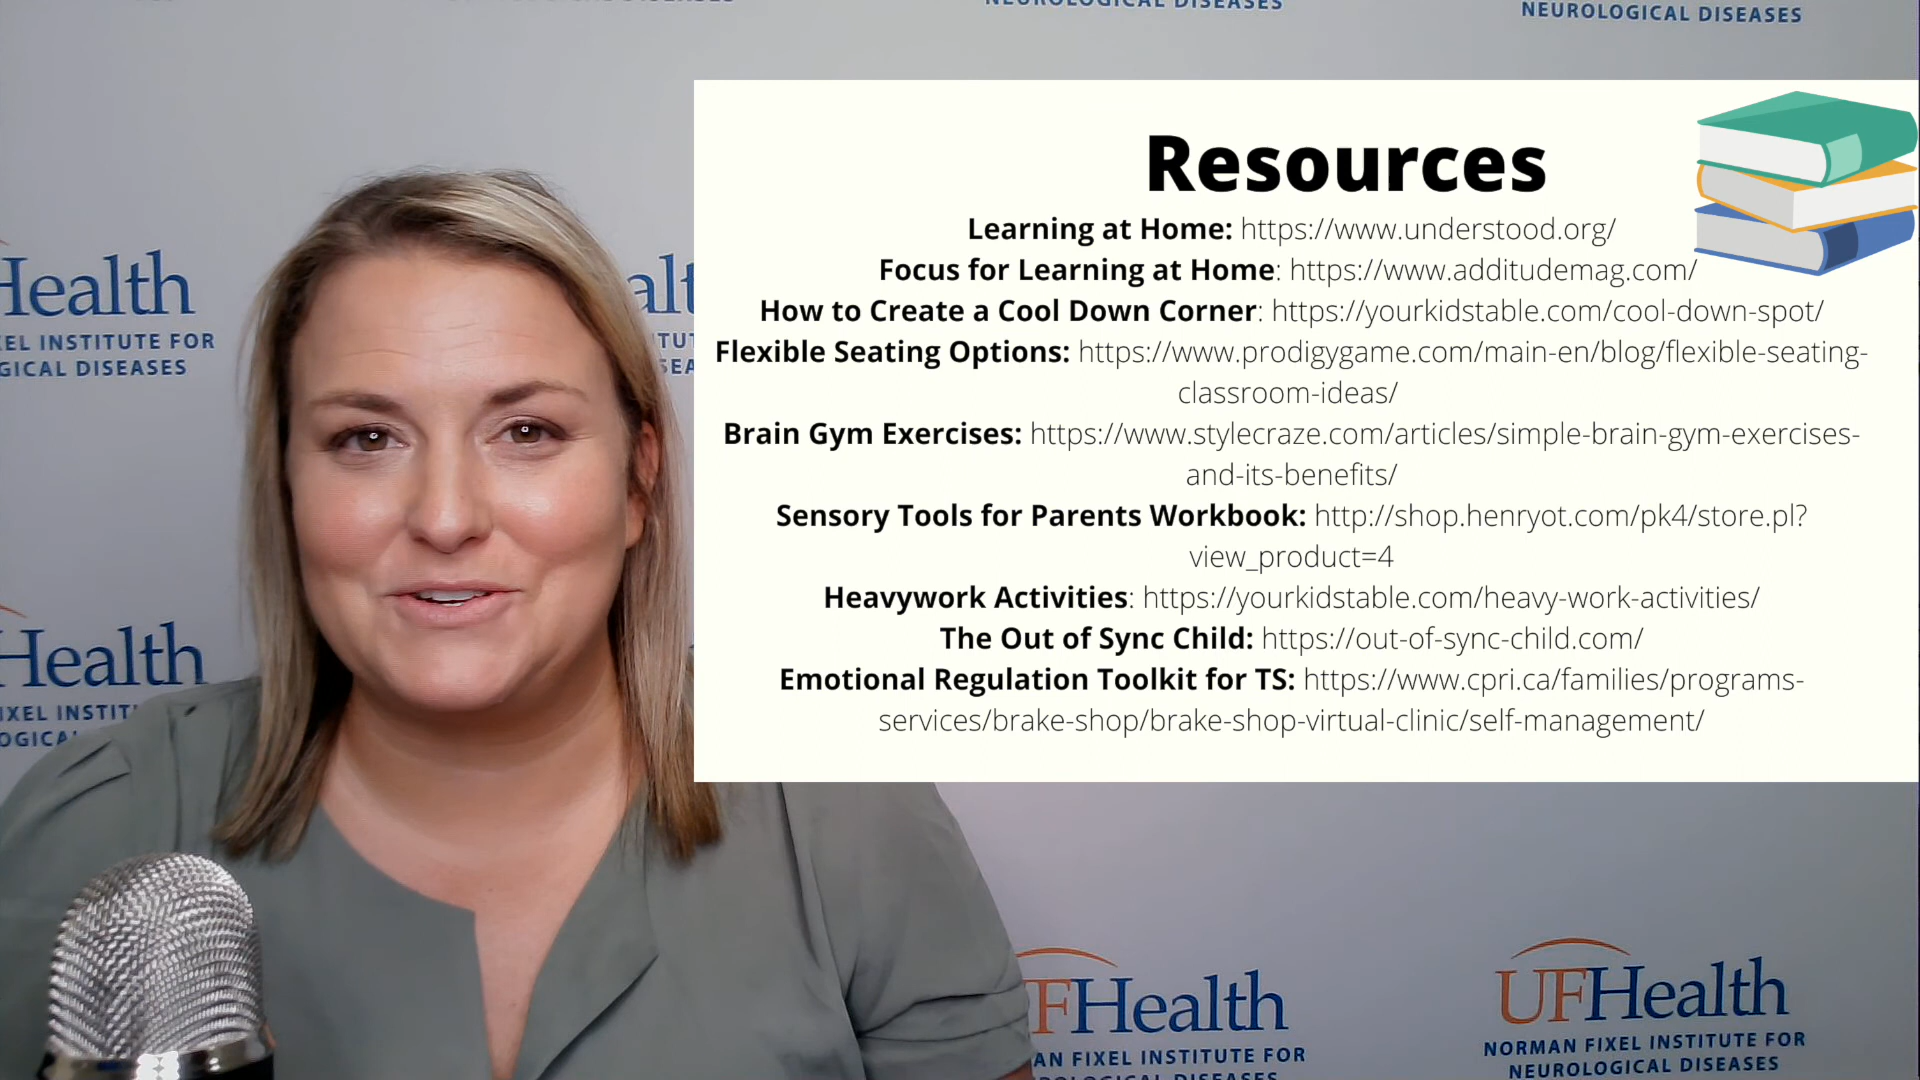 NEUROLOGICAL DISEASES
NEUROLOGICAL DISEASES
Resources
Learning at Home: https://www.understood.org/
Focus for Learning at Home: https://www.additudemag.com/
How to Create a Cool Down Corner: https://yourkidstable.com/cool-down-spot/
Flexible Seating Options: https://www.prodigygame.com/main-en/blog/flexible-seating-
classroom-ideas/
Brain Gym Exercises: https://www.stylecraze.com/articles/simple-brain-gym-exercises-
and-its-benefits/
Sensory Tools for Parents Workbook: http://shop.henryot.com/pk4/store.pl?
view_product=4
Heavywork Activities: https://yourkidstable.com/heavy-work-activities/
The Out of Sync Child: https://out-of-sync-child.com/
Emotional Regulation Toolkit for TS: https://www.cpri.ca/families/programs-
services/brake-shop/brake-shop-virtual-clinic/self-management/
Health
INSTITUTE FOR
DISEASES
Health
FHealth
FIXEL INSTITUTE FOR
UFHealth
NORMAN FIXEL INSTITUTE FOR
NEUROLOGICAL DISEASES